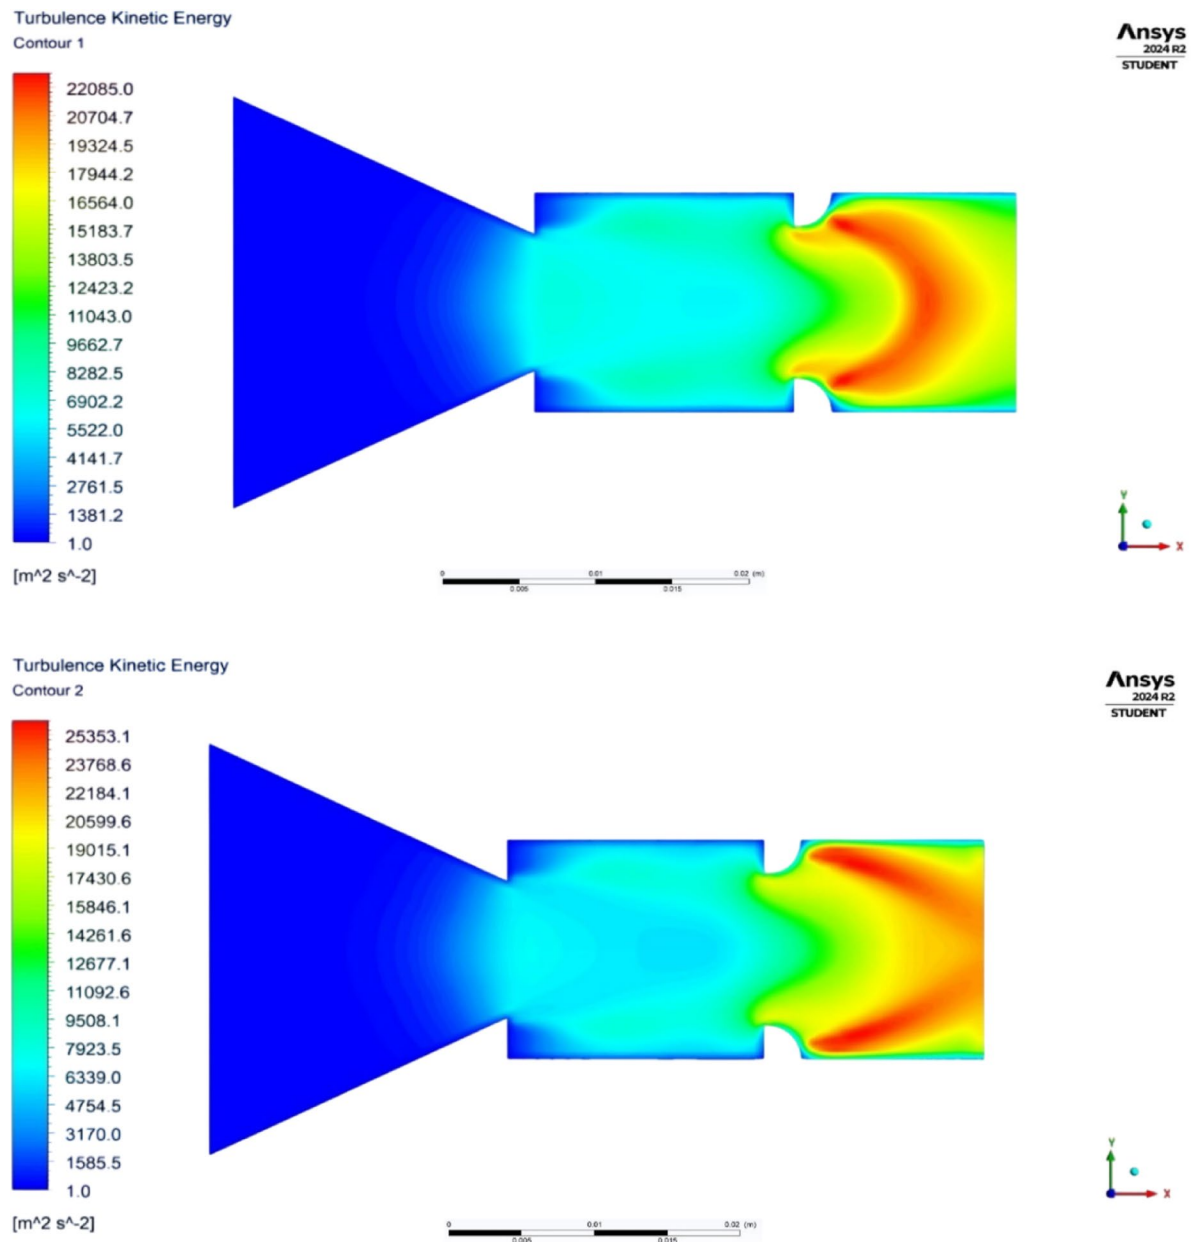 Turbulence Kinetic Energy
Contour 1
Ansys
2024 R2
STUDENT
22085.0
20704.7
19324.5
17944.2
16564.0
15183.7
13803.5
12423.2
11043.0
9662.7
8282.5
6902.2
5522.0
4141.7
2761.5
1381.2
1.0
[m^2 s^-2]
Y
X
0 0.01 0.02 (m)
0.005 0.015
Turbulence Kinetic Energy
Contour 2
Ansys
2024 R2
STUDENT
25353.1
23768.6
22184.1
20599.6
19015.1
17430.6
15846.1
14261.6
12677.1
11092.6
9508.1
7923.5
6339.0
4754.5
3170.0
1585.5
1.0
[m^2 s^-2]
Y
X
0 0.01 0.02 (m)
0.005 0.015